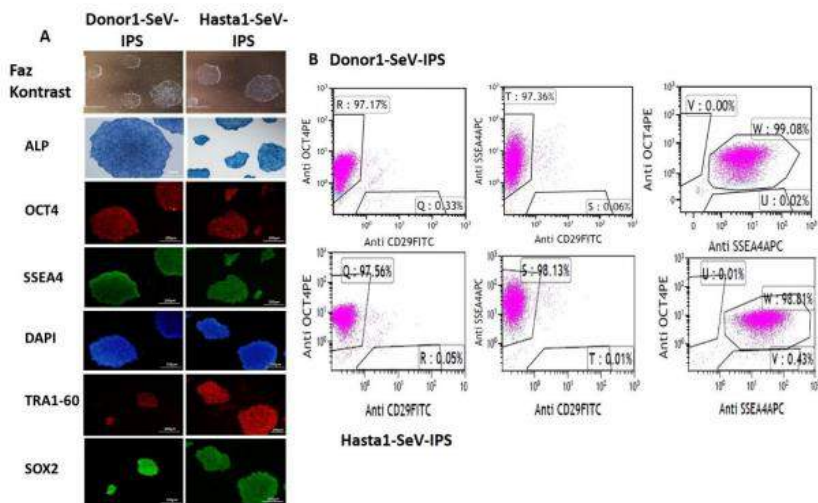 A
Donor1-SeV-
IPS
Hasta1-SeV-
IPS
Faz
Kontrast
ALP
OCT4
SSEA4
DAPI
TRA1-60
SOX2
B Donor1-SeV-IPS
R : 97.17%
Q : 0.33%
Anti OCT4PE
Anti CD29FITC
T : 97.36%
S : 0.06%
Anti SSEA4APC
Anti CD29FITC
V : 0.00%
W : 99.08%
U : 0.02%
Anti OCT4PE
Anti SSEA4APC
Q : 97.56%
R : 0.05%
Anti OCT4PE
Anti CD29FITC
S : 98.13%
T : 0.01%
Anti SSEA4APC
Anti CD29FITC
U : 0.01%
W : 98.81%
V : 0.43%
Anti OCT4PE
Anti SSEA4APC
Hasta1-SeV-IPS